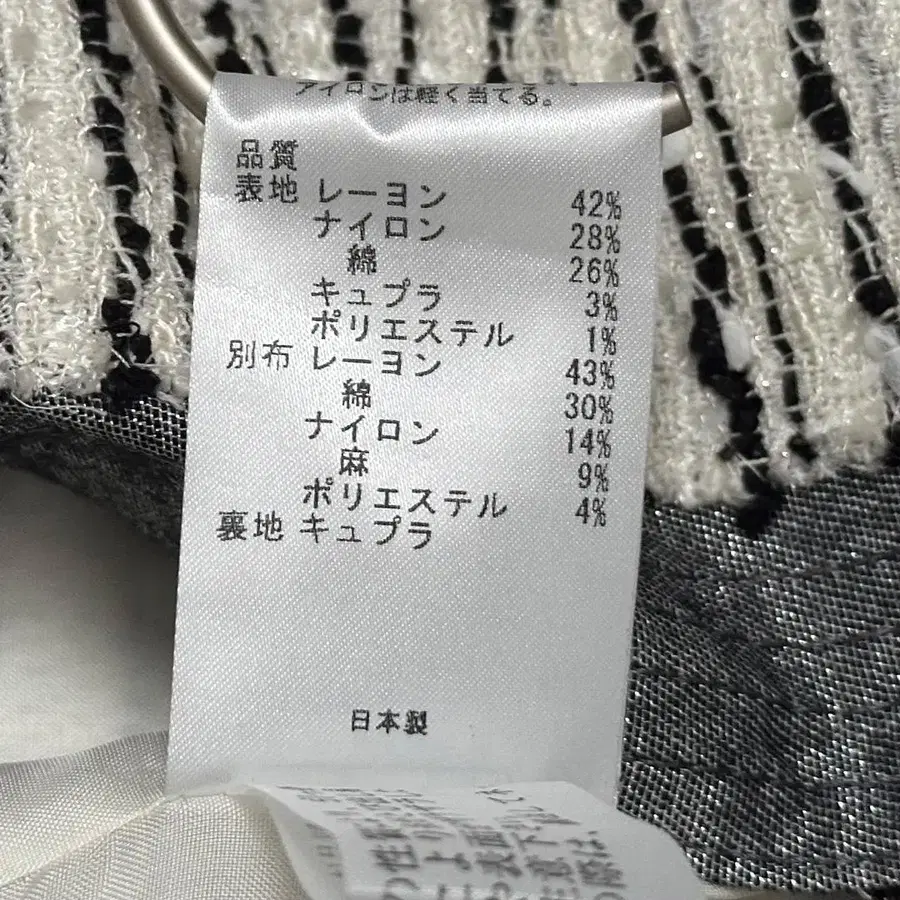 アイロンは軽く当てる。
品質
表地 レーヨン 42%
ナイロン 28%
綿 26%
キュプラ 3%
ポリエステル 1%
別布 レーヨン 43%
綿 30%
ナイロン 14%
麻 9%
ポリエステル 4%
裏地 キュプラ
日本製